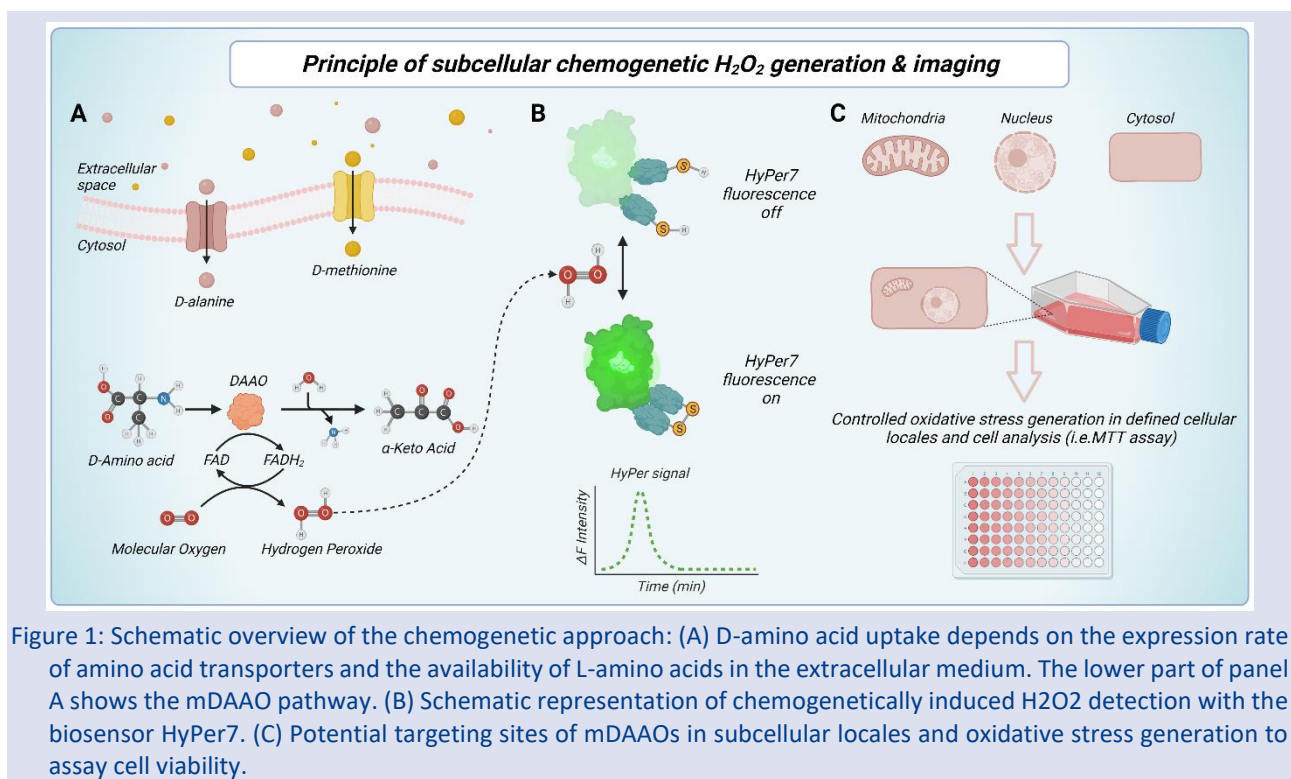 Principle of subcellular chemogenetic H₂O₂ generation & imaging
A
Extracellular
space
Cytosol
D-alanine
D-methionine
D-Amino acid
DAAO
FAD
FADH₂
α-Keto Acid
Molecular Oxygen
Hydrogen Peroxide
B
HyPer7
fluorescence
off
HyPer7
fluorescence
on
HyPer signal
ΔF Intensity
Time (min)
C
Mitochondria
Nucleus
Cytosol
Controlled oxidative stress generation in defined cellular
locales and cell analysis (i.e.MTT assay)
Figure 1: Schematic overview of the chemogenetic approach: (A) D-amino acid uptake depends on the expression rate
of amino acid transporters and the availability of L-amino acids in the extracellular medium. The lower part of panel
A shows the mDAAO pathway. (B) Schematic representation of chemogenetically induced H2O2 detection with the
biosensor HyPer7. (C) Potential targeting sites of mDAAOs in subcellular locales and oxidative stress generation to
assay cell viability.